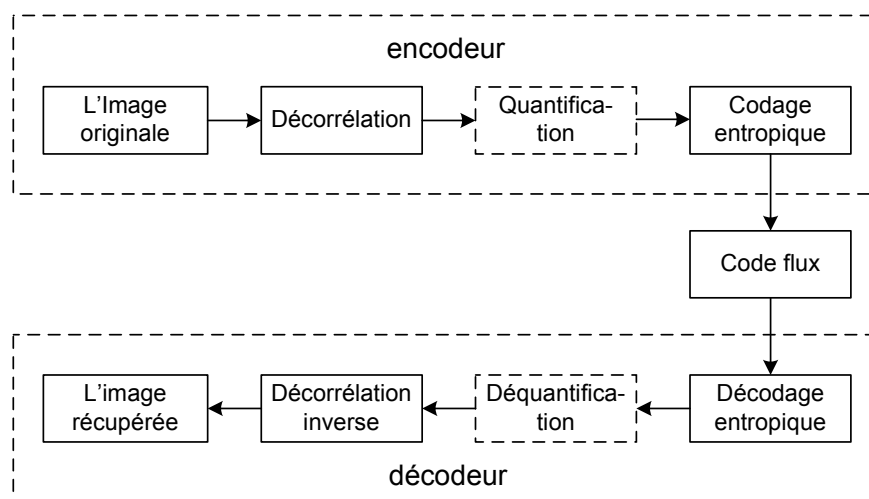 encodeur
L'Image
originale
Décorrélation
Quantifica-
tion
Codage
entropique
Code flux
L'image
récupérée
Décorrélation
inverse
Déquantifica-
tion
Décodage
entropique
décodeur